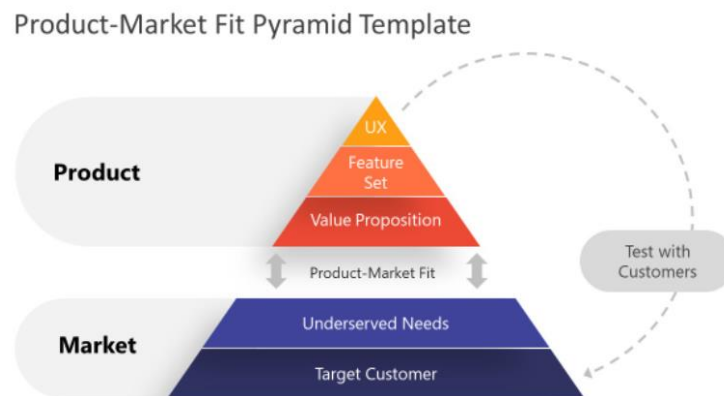 Product-Market Fit Pyramid Template
UX
Feature
Set
Product
Value Proposition
Test with
Customers
Product-Market Fit
Underserved Needs
Market
Target Customer